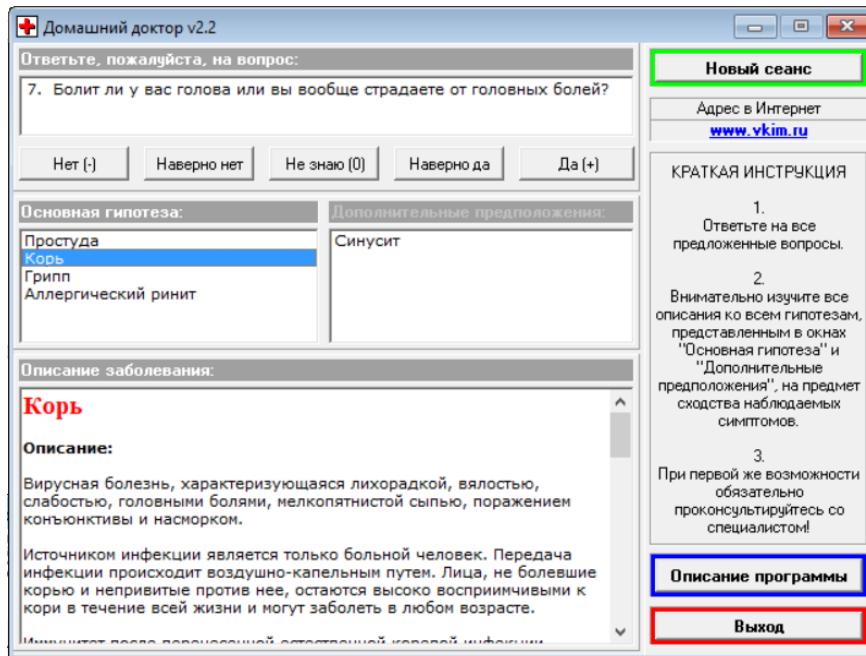 Домашний доктор v2.2
Ответьте, пожалуйста, на вопрос:
7. Болит ли у вас голова или вы вообще страдаете от головных болей?
Нет (-)
Наверно нет
Не знаю (0)
Наверно да
Да (+)
Основная гипотеза:
Простуда
Корь
Грипп
Аллергический ринит
Дополнительные предположения:
Синусит
Описание заболевания:
Корь
Описание:
Вирусная болезнь, характеризующаяся лихорадкой, вялостью,
слабостью, головными болями, мелкопятнистой сыпью, поражением
конъюнктивы и насморком.
Источником инфекции является только больной человек. Передача
инфекции происходит воздушно-капельным путем. Лица, не болевшие
корью и непривитые против нее, остаются высоко восприимчивыми к
кори в течение всей жизни и могут заболеть в любом возрасте.
Иммунитет после перенесенной естественной коревой инфекции
Новый сеанс
Адрес в Интернет
www.vkim.ru
КРАТКАЯ ИНСТРУКЦИЯ
1.
Ответьте на все
предложенные вопросы.
2.
Внимательно изучите все
описания ко всем гипотезам,
представленным в окнах
"Основная гипотеза" и
"Дополнительные
предположения", на предмет
сходства наблюдаемых
симптомов.
3.
При первой же возможности
обязательно
проконсультируйтесь со
специалистом!
Описание программы
Выход